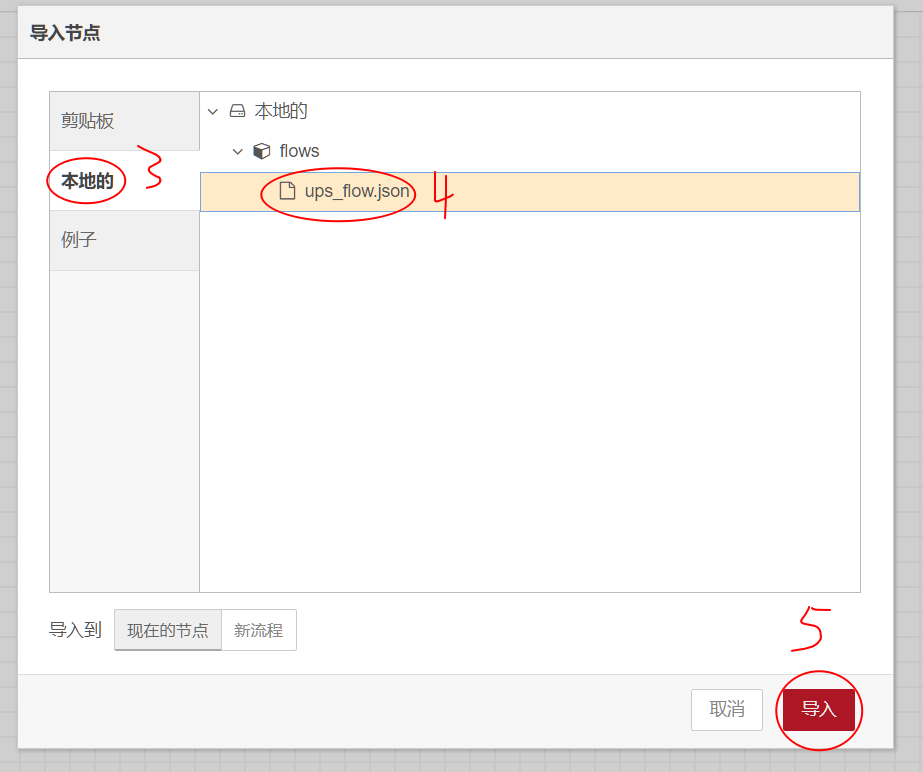 导入节点
剪贴板
本地的
3
例子
本地的
flows
ups_flow.json
4
导入到
现在的节点
新流程
5
取消
导入